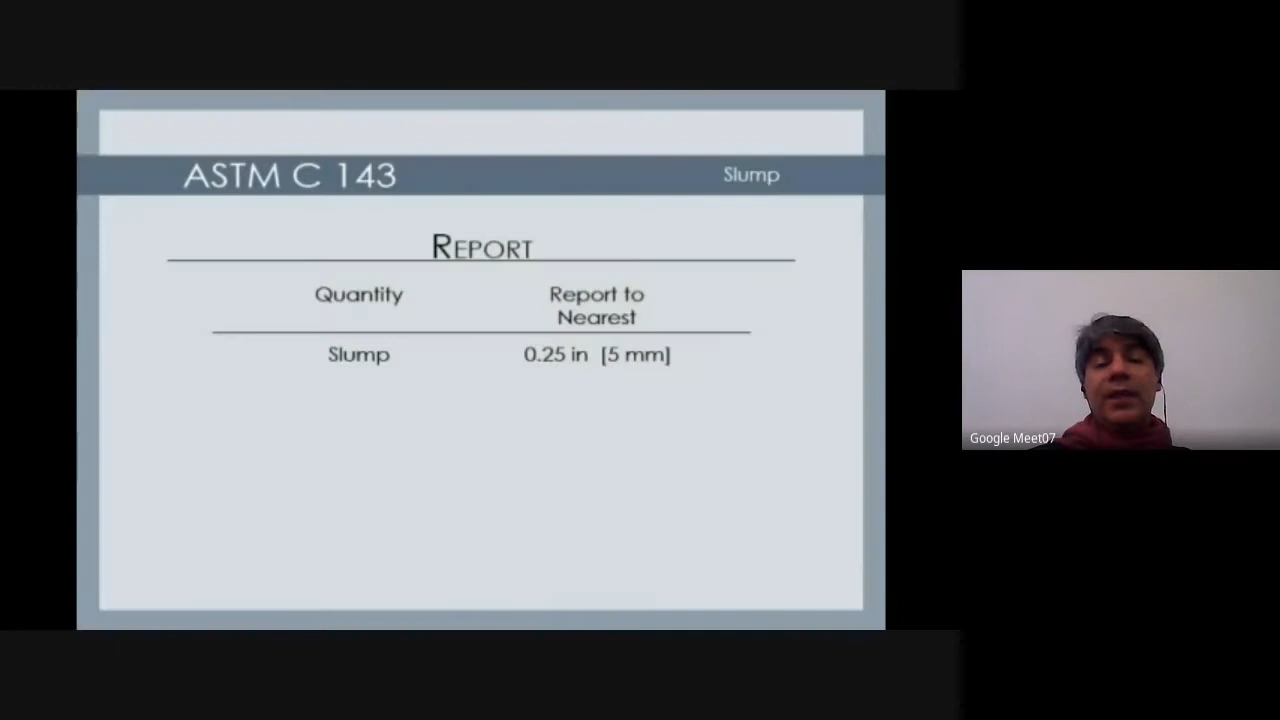 ASTM C 143
Slump
REPORT
Quantity
Report to
Nearest
Slump
0.25 in [5 mm]
Google Meet07